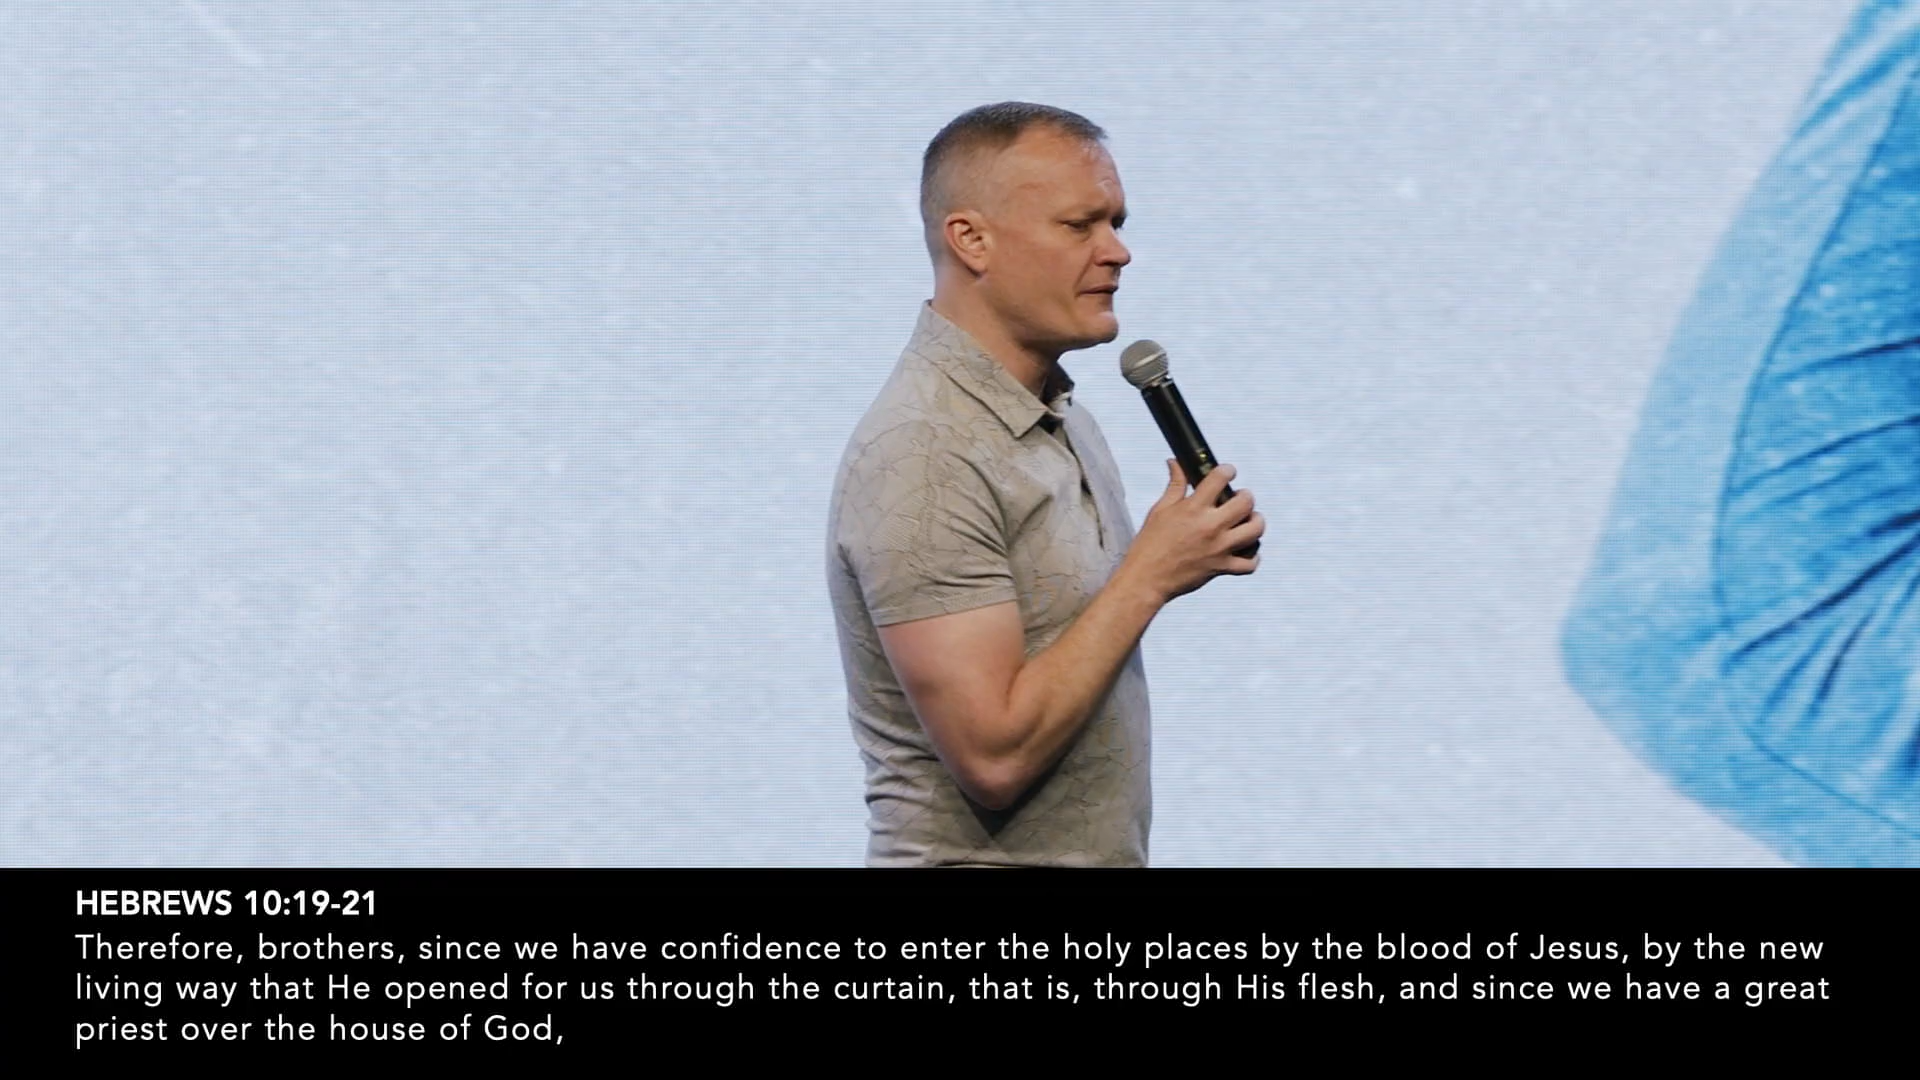 HEBREWS 10:19-21
Therefore, brothers, since we have confidence to enter the holy places by the blood of Jesus, by the new
living way that He opened for us through the curtain, that is, through His flesh, and since we have a great
priest over the house of God,